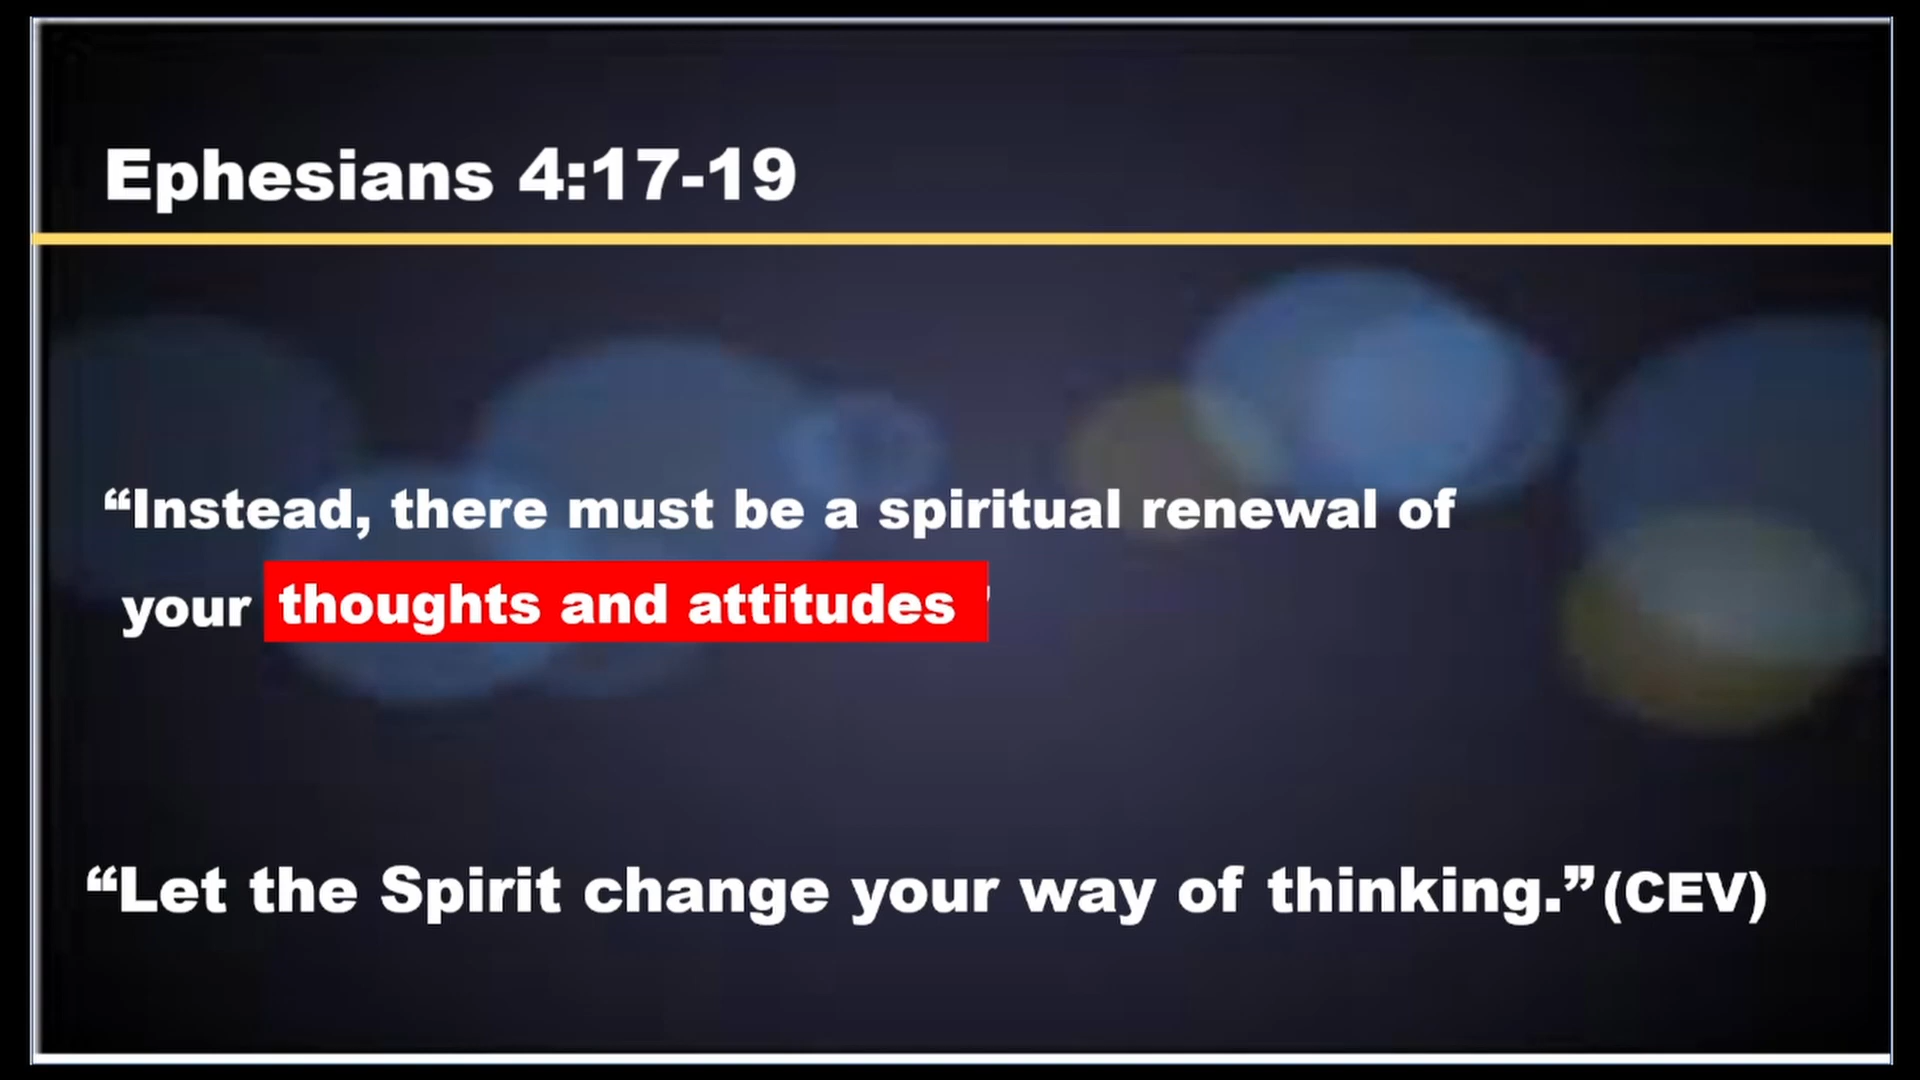 Ephesians 4:17-19
“Instead, there must be a spiritual renewal of
your thoughts and attitudes
“Let the Spirit change your way of thinking.” (CEV)